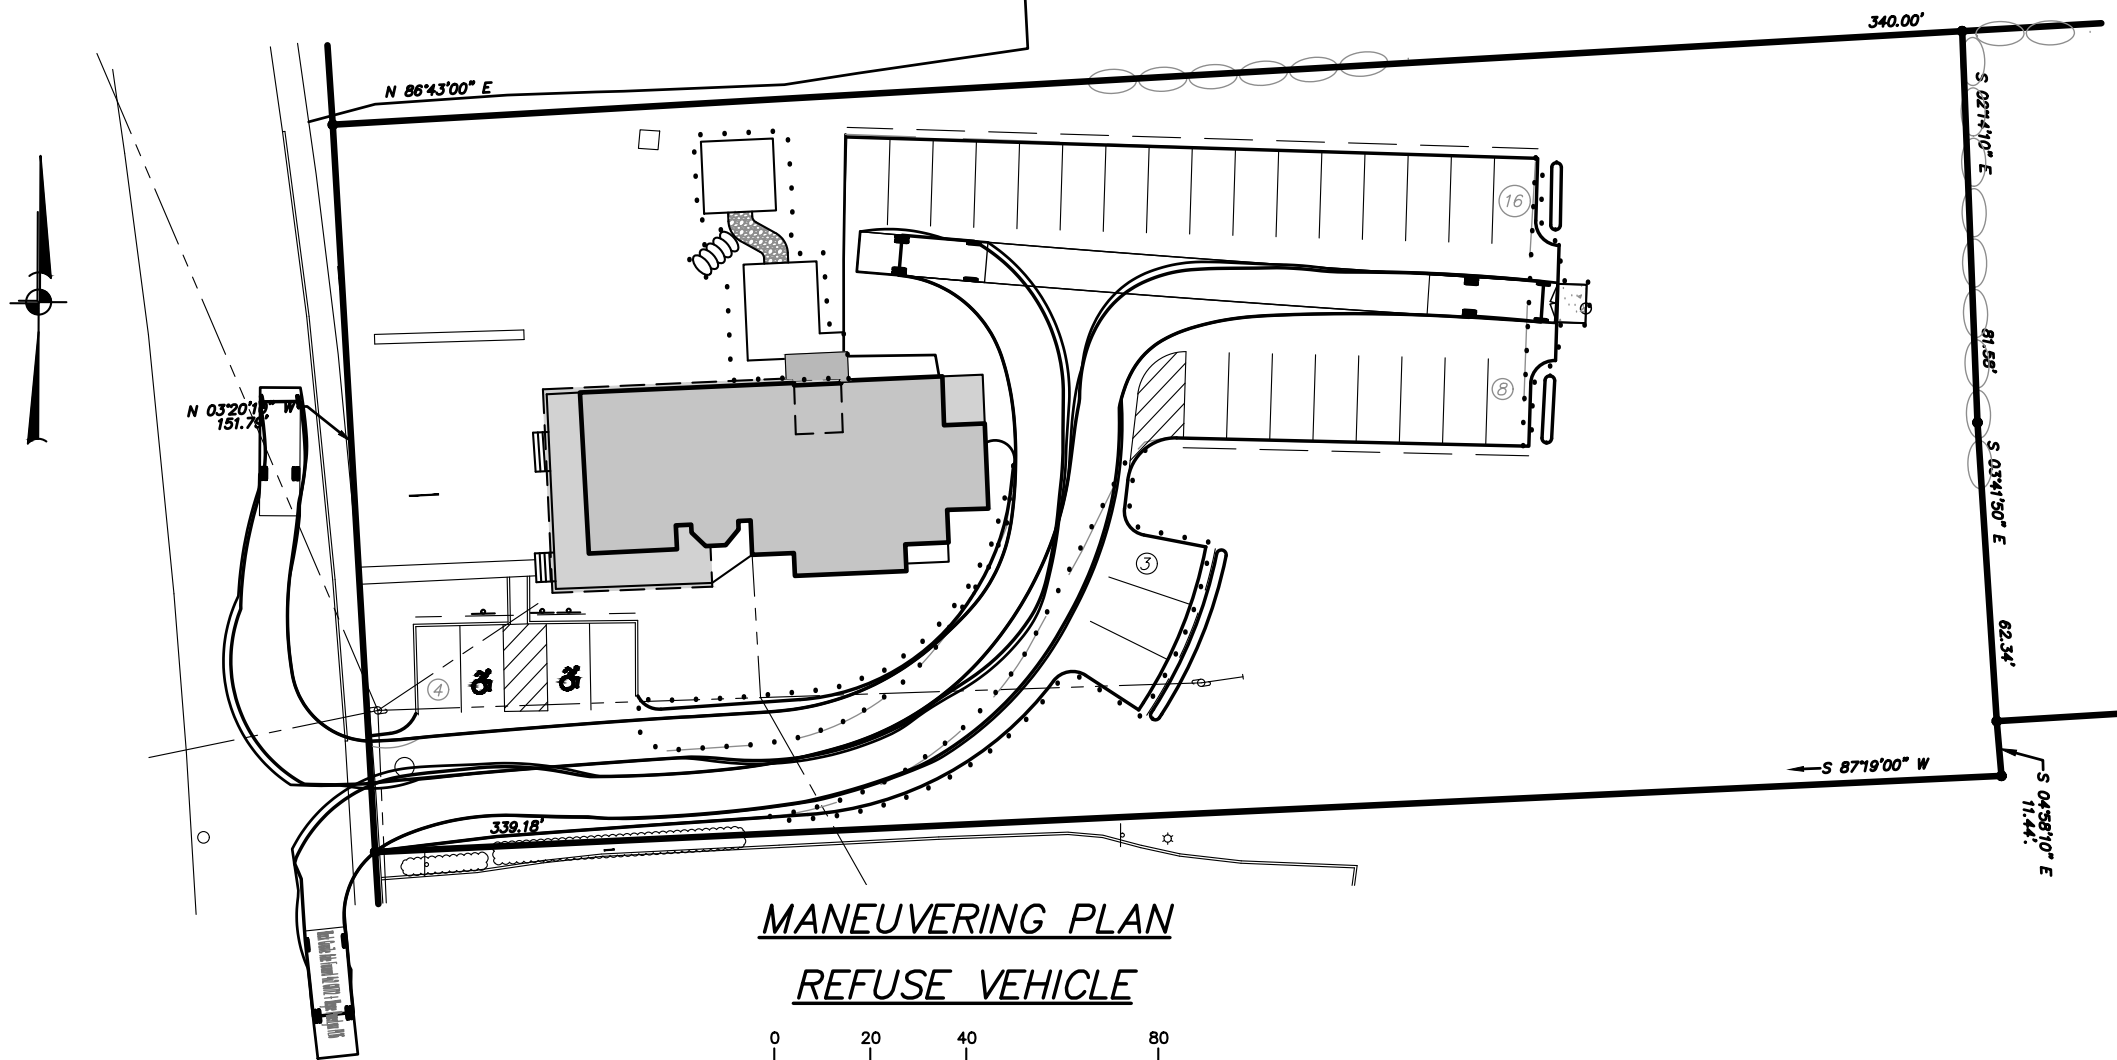 340.00'
N 86°43'00" E
S 02°14'10" E
16
81.58'
8
N 03°20'10" W
151.79'
S 03°41'50" E
3
62.34'
4
S 87°19'00" W
S 04°58'10" E
11.44'
339.18'
MANEUVERING PLAN
REFUSE VEHICLE
0 20 40 80